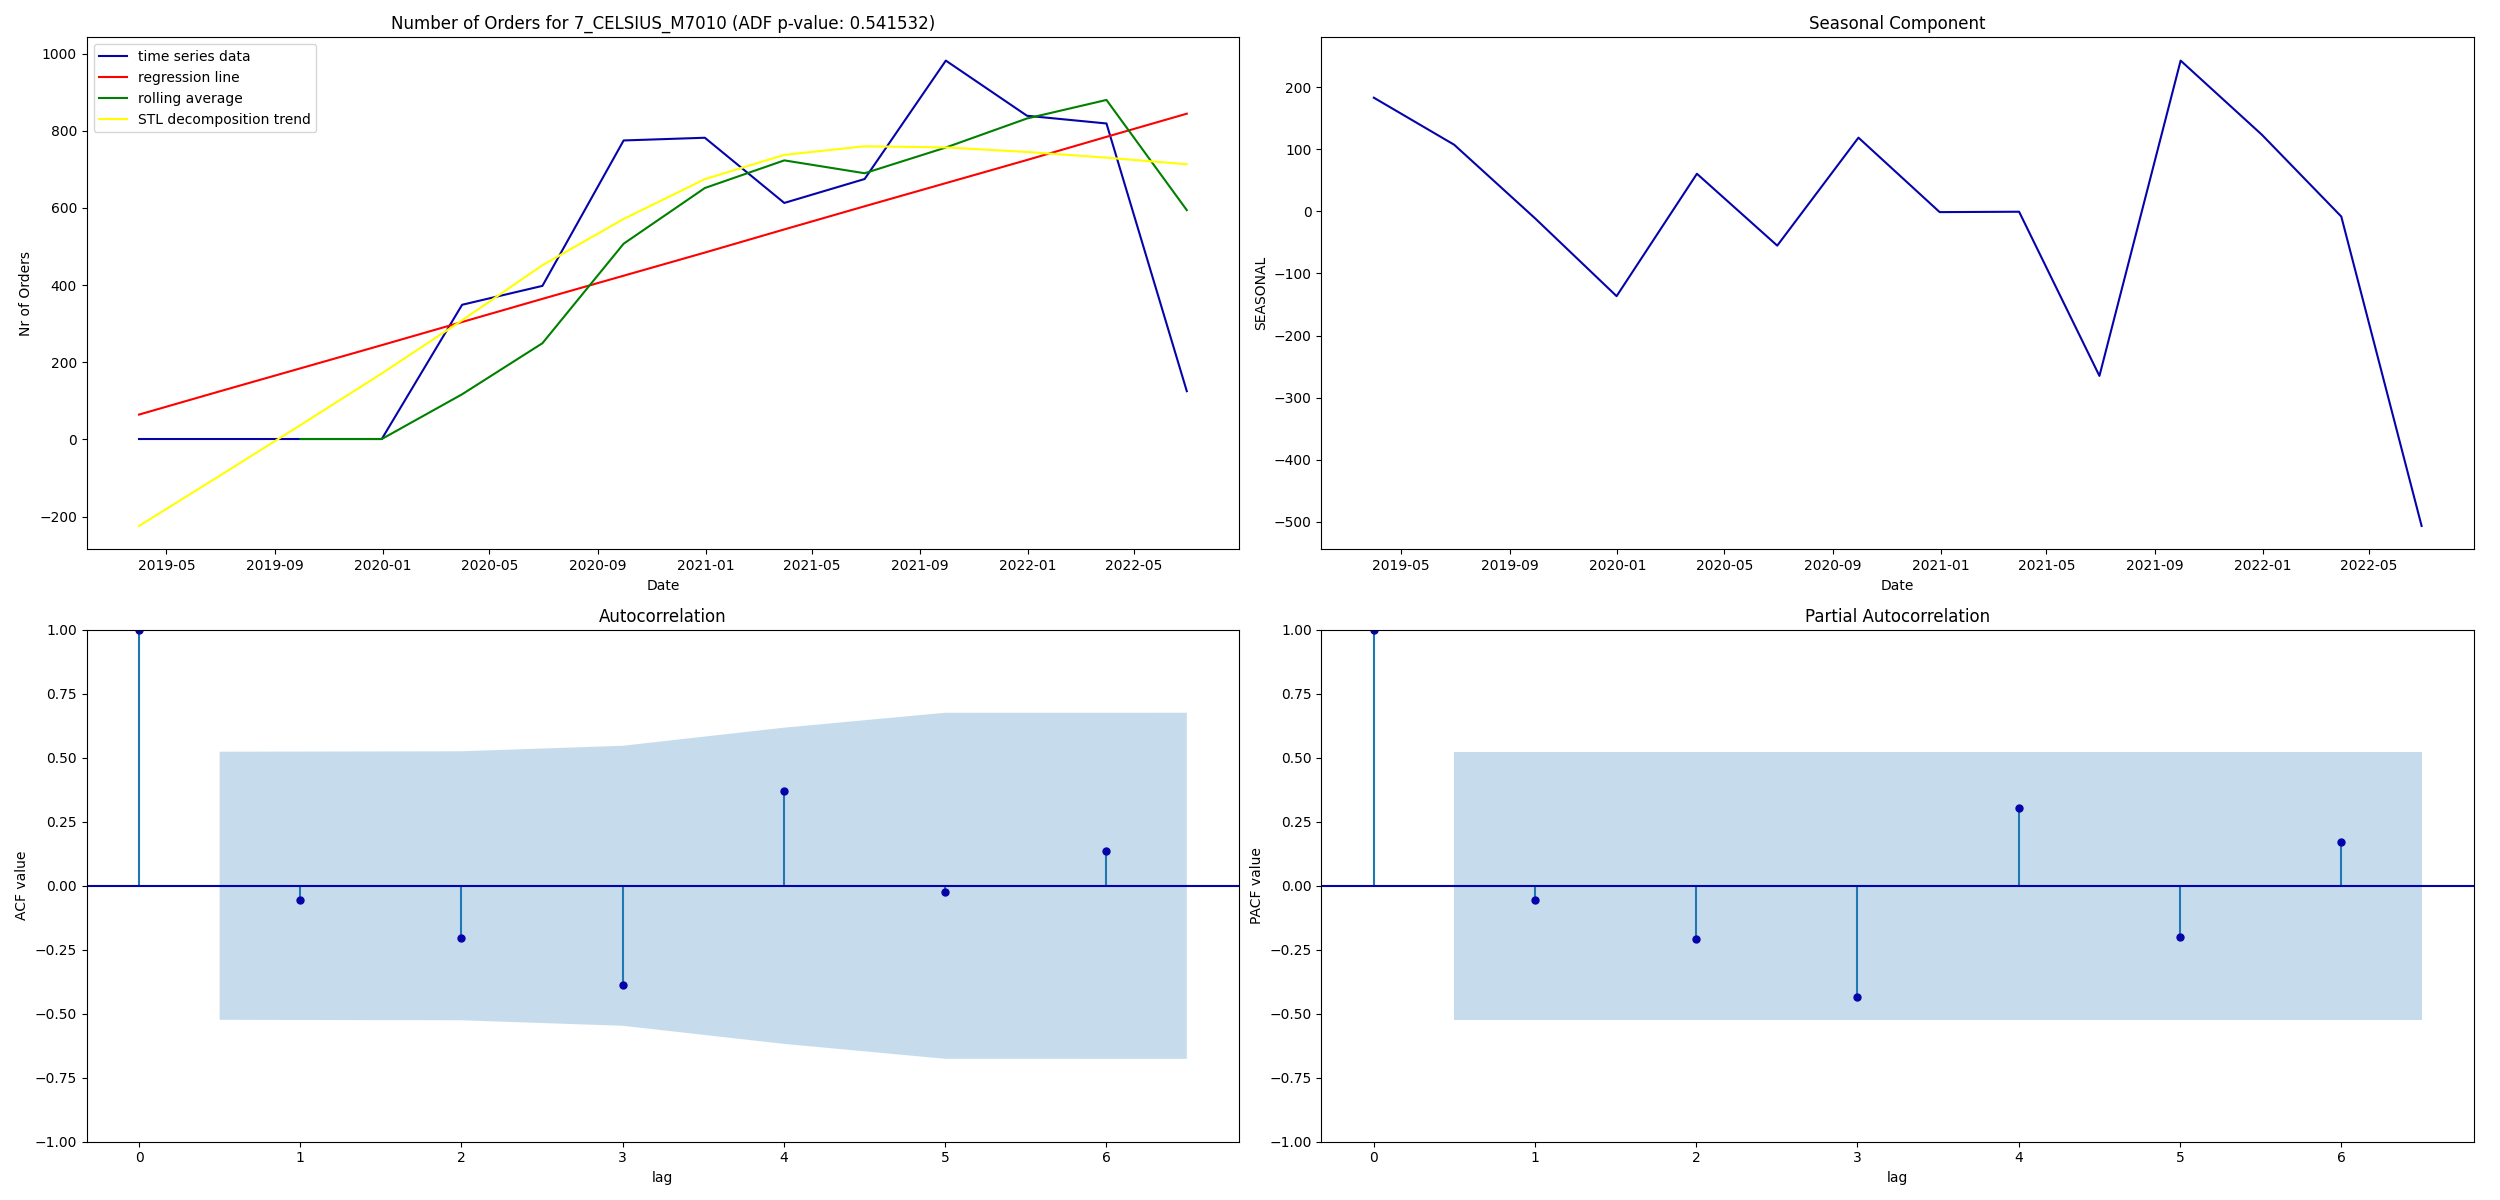 Number of Orders for 7_CELSIUS_M7010 (ADF p-value: 0.541532)
time series data
regression line
rolling average
STL decomposition trend
1000
800
600
400
200
0
−200
Nr of Orders
2019-05 2019-09 2020-01 2020-05 2020-09 2021-01 2021-05 2021-09 2022-01 2022-05
Date
Seasonal Component
200
100
0
−100
−200
−300
−400
−500
SEASONAL
2019-05 2019-09 2020-01 2020-05 2020-09 2021-01 2021-05 2021-09 2022-01 2022-05
Date
Autocorrelation
1.00
0.75
0.50
0.25
0.00
−0.25
−0.50
−0.75
−1.00
ACF value
0 1 2 3 4 5 6
lag
Partial Autocorrelation
1.00
0.75
0.50
0.25
0.00
−0.25
−0.50
−0.75
−1.00
PACF value
0 1 2 3 4 5 6
lag